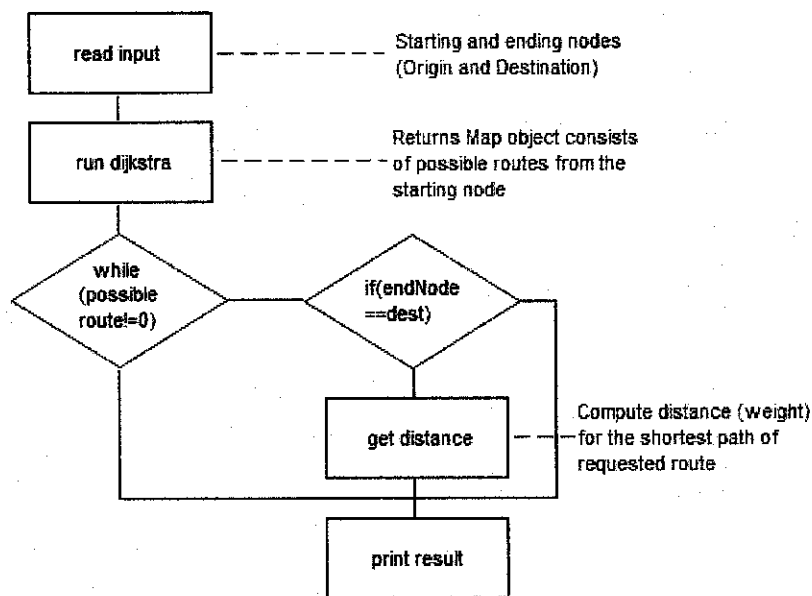 read input
Starting and ending nodes
(Origin and Destination)
run dijkstra
Returns Map object consists
of possible routes from the
starting node
while
(possible
route!=0)
if(endNode
==dest)
get distance
Compute distance (weight)
for the shortest path of
requested route
print result